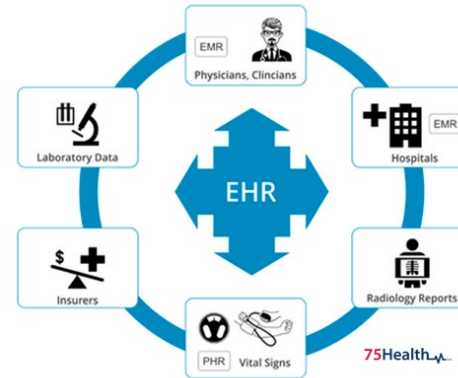 EMR
Physicians, Clincians
Laboratory Data
EMR
Hospitals
EHR
$
Insurers
Radiology Reports
PHR
Vital Signs
75Health